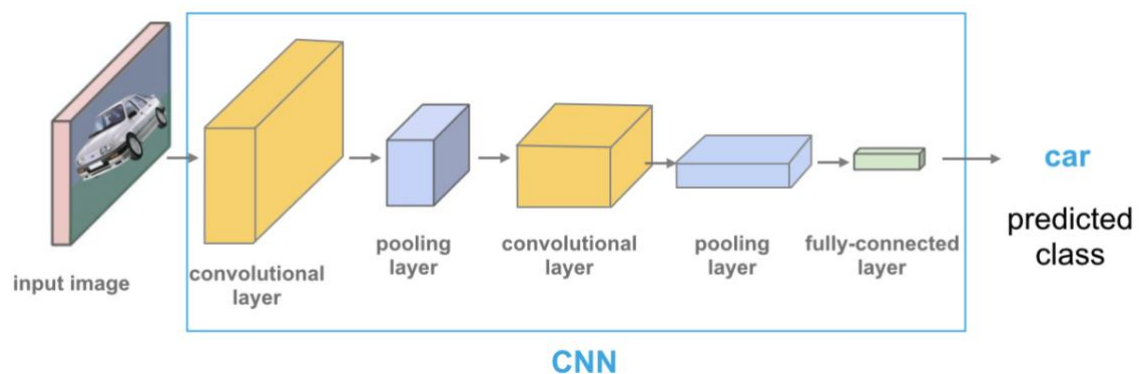 input image
convolutional
layer
pooling
layer
convolutional
layer
pooling
layer
fully-connected
layer
car
predicted
class
CNN